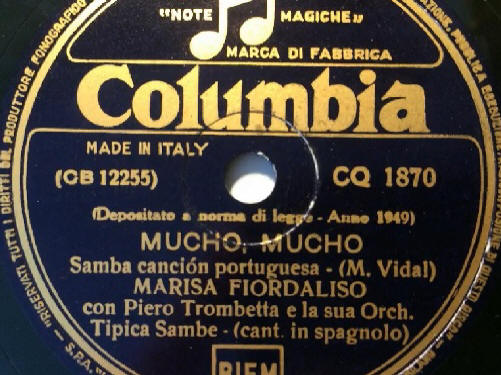 "NOTE MAGICHE"
MARCA DI FABBRICA
Columbia
MADE IN ITALY
(CB 12255) CQ 1870
(Depositato a norma di legge - Anno 1949)
MUCHO, MUCHO
Samba canción portuguesa - (M. Vidal)
MARISA FIORDALISO
con Piero Trombetta e la sua Orch.
Tipica Sambe - (cant. in spagnolo)
BIEM
S.P.A. "RISERVATI TUTTI I DIRITTI DEL PRODUTTORE FONOGRAFICO